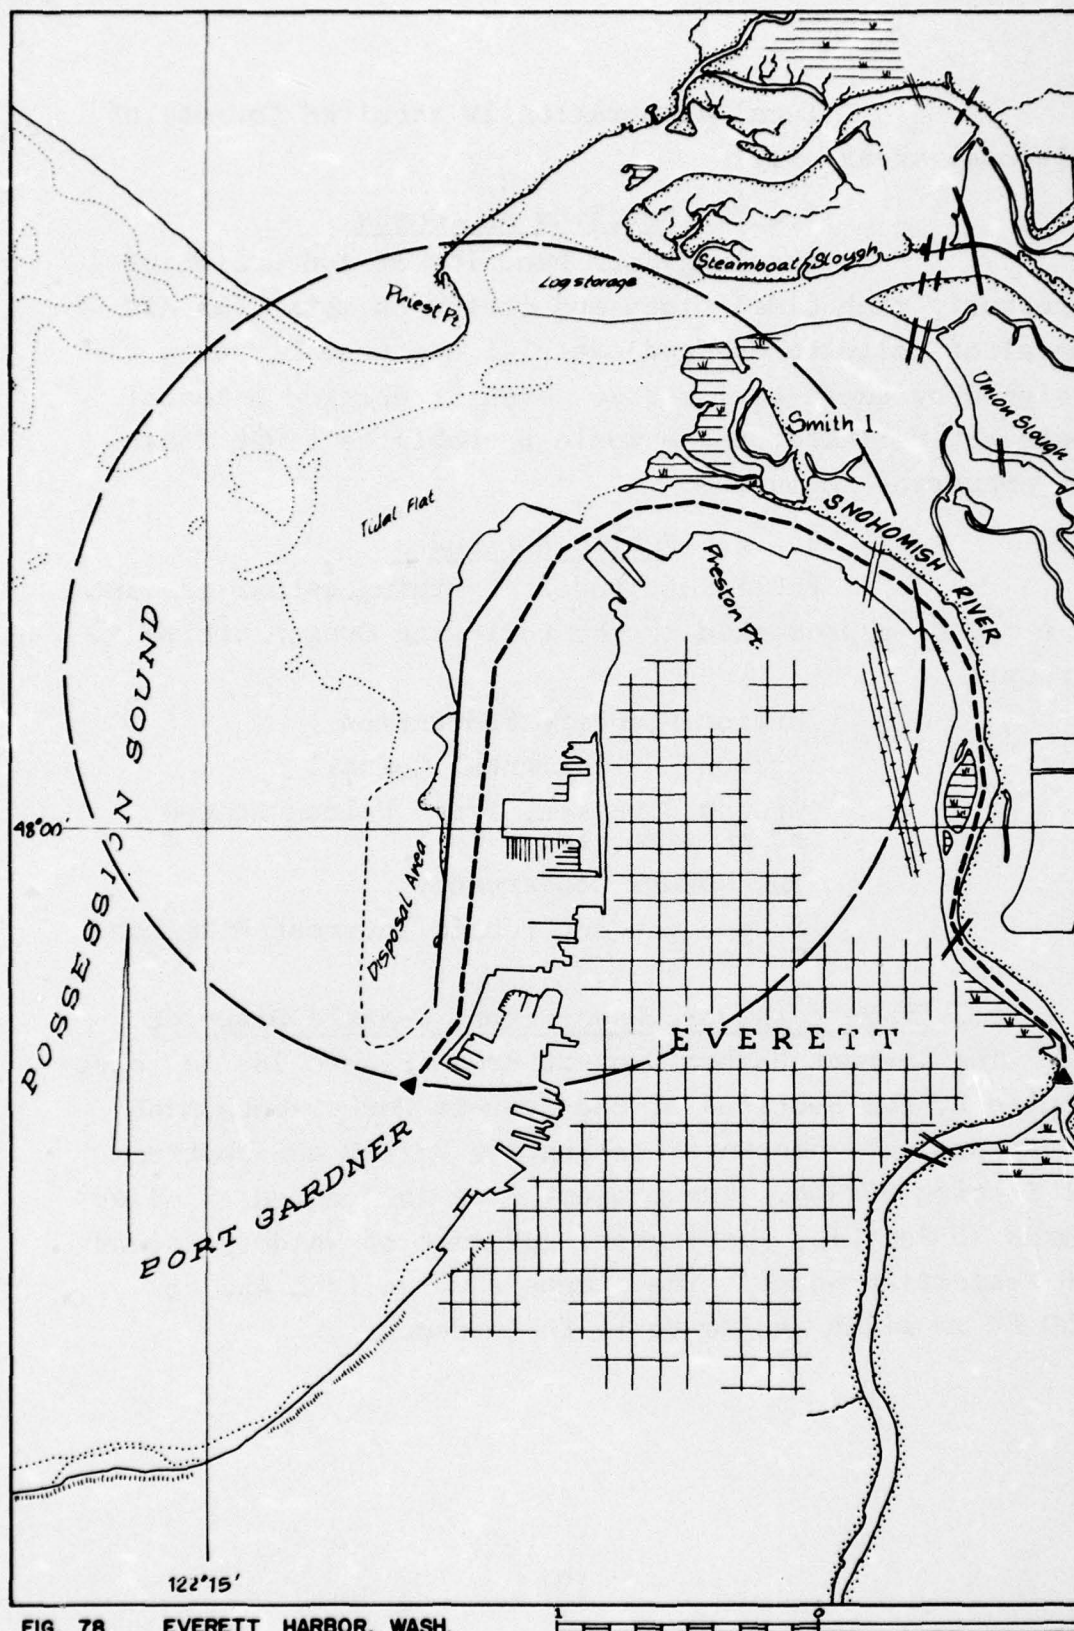 Steamboat Slough
Log storage
Priest Pt.
Union Slough
Smith I.
Tidal Flat
SNOHOMISH RIVER
Preston Pt.
POSSESSION SOUND
48°00'
Disposal Area
EVERETT
PORT GARDNER
122°15'
1 0
FIG. 78. EVERETT HARBOR, WASH.